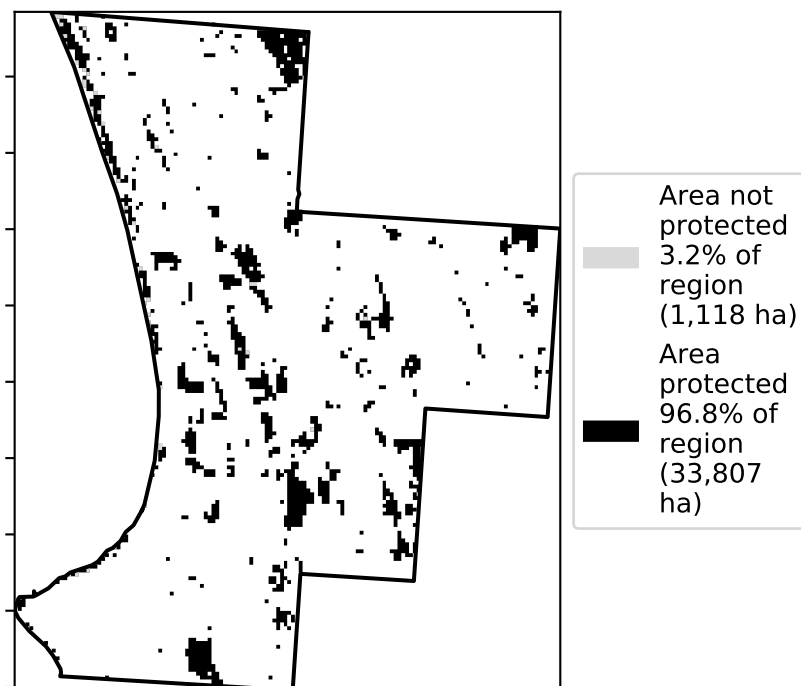 Area not
protected
3.2% of
region
(1,118 ha)
Area
protected
96.8% of
region
(33,807
ha)